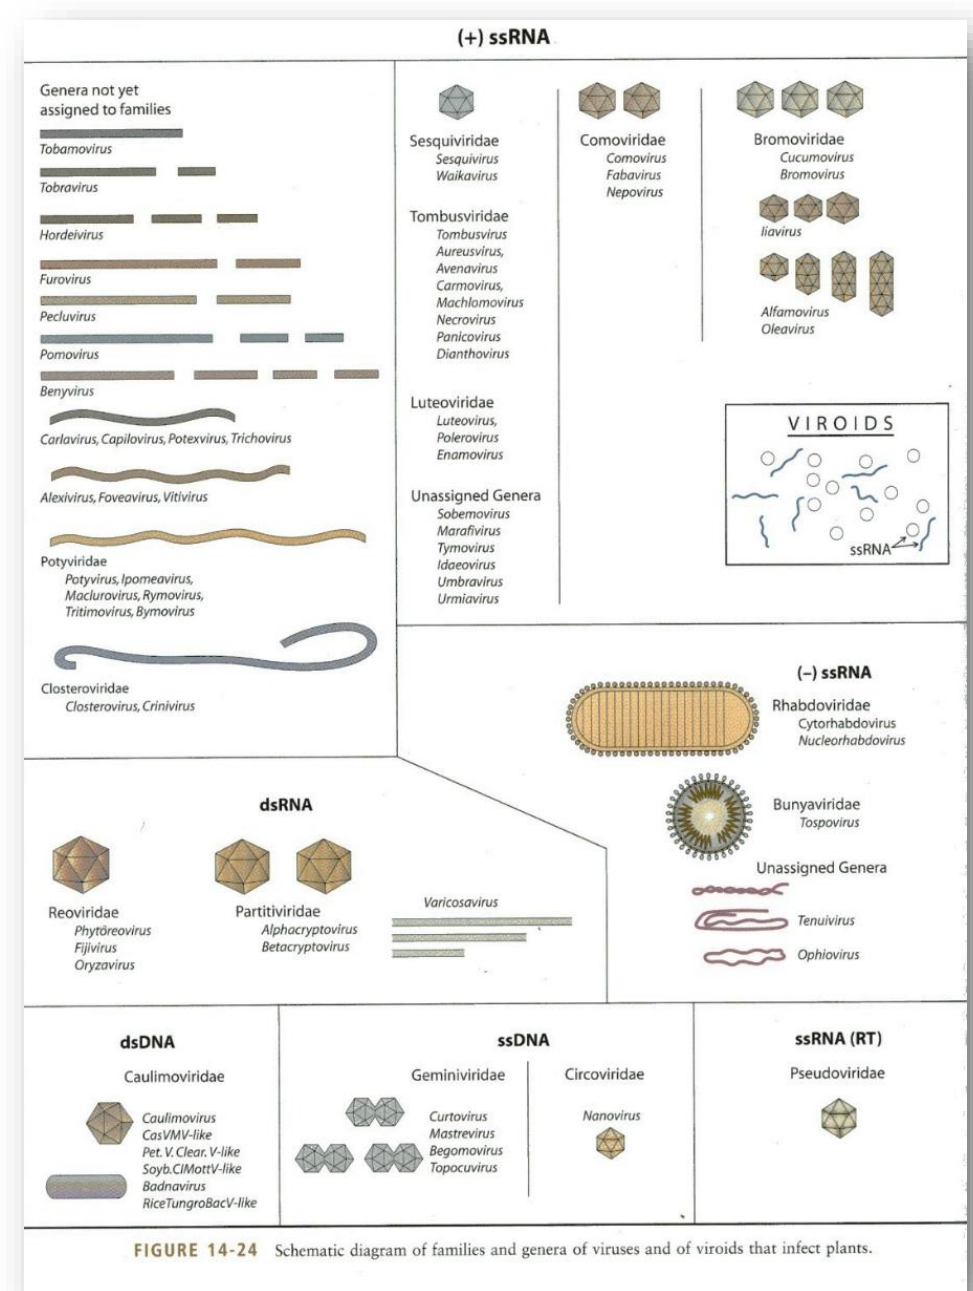 (+) ssRNA
Genera not yet
assigned to families
Tobamovirus
Tobravirus
Hordeivirus
Furovirus
Pecluvirus
Pomovirus
Benyvirus
Carlavirus, Capilovirus, Potexvirus, Trichovirus
Alexivirus, Foveavirus, Vitivirus
Potyviridae
Potyvirus, Ipomeavirus,
Maclurovirus, Rymovirus,
Tritimovirus, Bymovirus
Closteroviridae
Closterovirus, Crinivirus
Sesquiviridae
Sesquivirus
Waikavirus
Tombusviridae
Tombusvirus
Aureusvirus,
Avenavirus
Carmovirus,
Machlomovirus
Necrovirus
Panicovirus
Dianthovirus
Luteoviridae
Luteovirus,
Polerovirus
Enamovirus
Unassigned Genera
Sobemovirus
Marafivirus
Tymovirus
Idaeovirus
Umbravirus
Urmiavirus
Comoviridae
Comovirus
Fabavirus
Nepovirus
Bromoviridae
Cucumovirus
Bromovirus
Iiavirus
Alfamovirus
Oleavirus
VIROIDS
ssRNA
(–) ssRNA
Rhabdoviridae
Cytorhabdovirus
Nucleorhabdovirus
Bunyaviridae
Tospovirus
Unassigned Genera
Tenuivirus
Ophiovirus
dsRNA
Reoviridae
Phytoreovirus
Fijivirus
Oryzavirus
Partitiviridae
Alphacryptovirus
Betacryptovirus
Varicosavirus
dsDNA
Caulimoviridae
Caulimovirus
CasVMV-like
Pet. V. Clear. V-like
Soyb.ClMottV-like
Badnavirus
RiceTungroBacV-like
ssDNA
Geminiviridae
Curtovirus
Mastrevirus
Begomovirus
Topocuvirus
Circoviridae
Nanovirus
ssRNA (RT)
Pseudoviridae
FIGURE 14-24 Schematic diagram of families and genera of viruses and of viroids that infect plants.